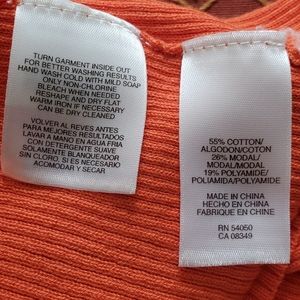 TURN GARMENT INSIDE OUT
FOR BETTER WASHING RESULTS
HAND WASH COLD WITH MILD SOAP
ONLY NON-CHLORINE
BLEACH WHEN NEEDED
RESHAPE AND DRY FLAT
WARM IRON IF NECESSARY
CAN BE DRY CLEANED
VOLVER AL REVES ANTES
PARA MEJORES RESULTADOS
LAVAR A MANO EN AGUA FRIA
CON UN JABON SUAVE
SOLAMENTE BLANQUEADOR
SIN CLORO, SI ES NECESARIO
ACOMODAR Y SECAR
55% COTTON/
ALGODON/COTON
26% MODAL/
MODAL/MODAL
19% POLYAMIDE/
POLIAMIDA/POLYAMIDE
MADE IN CHINA
HECHO EN CHINA
FABRIQUE EN CHINE
RN 54050
CA 08349